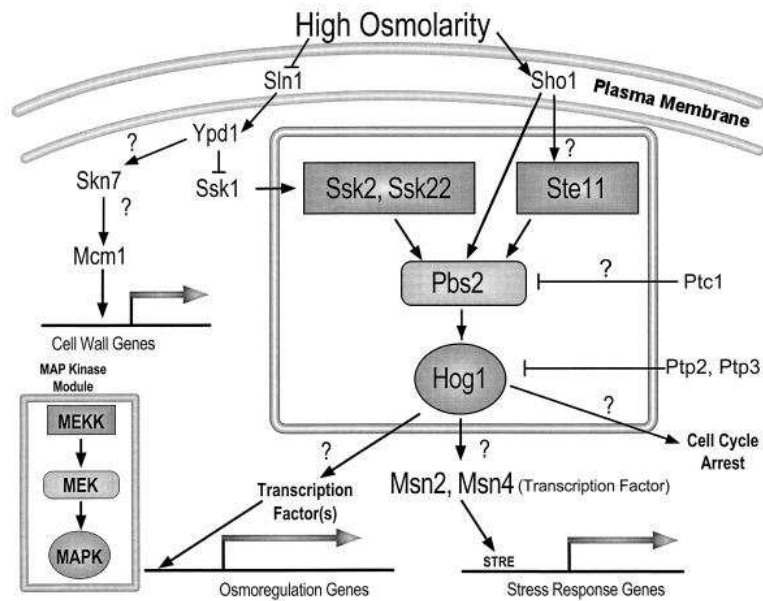 High Osmolarity
Sln1
Sho1
Plasma Membrane
Ypd1
?
?
Skn7
Ssk1
Ssk2, Ssk22
Ste11
?
Mcm1
Pbs2
?
Ptc1
Cell Wall Genes
MAP Kinase
Module
Hog1
Ptp2, Ptp3
MEKK
?
?
?
Cell Cycle
Arrest
MEK
Transcription
Factor(s)
Msn2, Msn4 (Transcription Factor)
MAPK
STRE
Osmoregulation Genes
Stress Response Genes